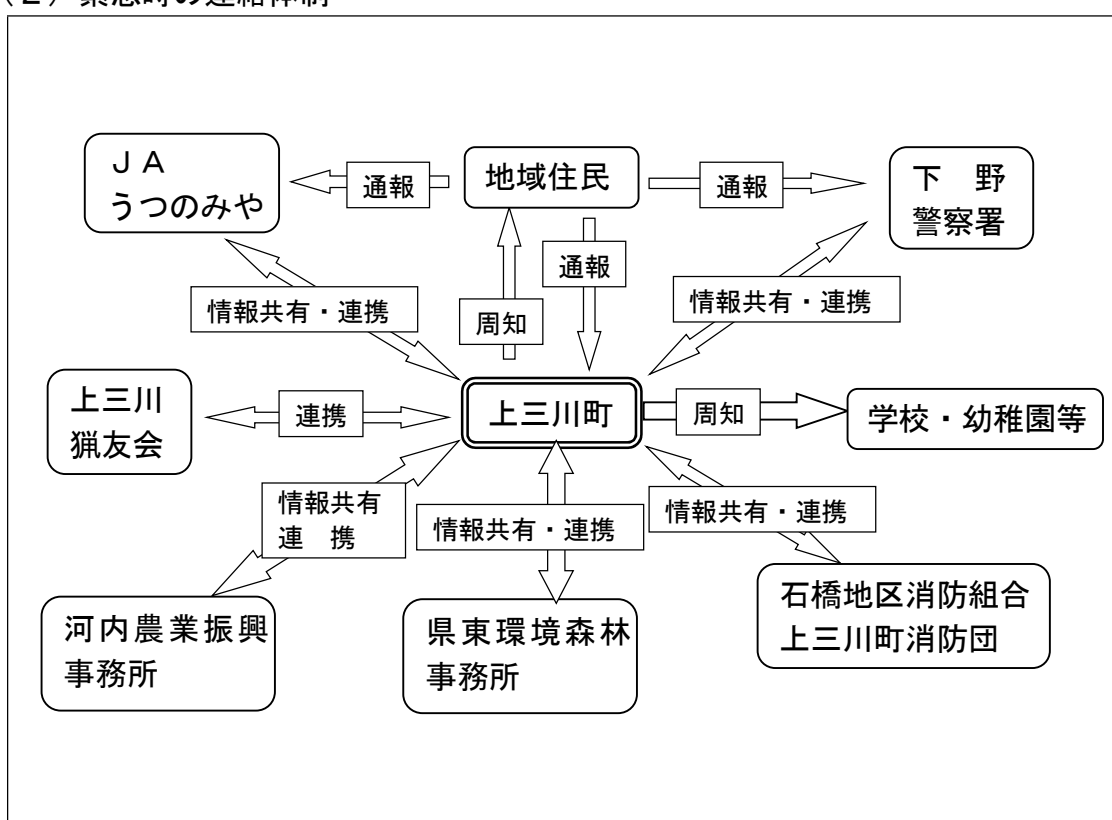 （２）緊急時の連絡体制
ＪＡ
うつのみや
通報
地域住民
通報
下　野
警察署
情報共有・連携
周知
通報
情報共有・連携
上三川
猟友会
連携
上三川町
周知
学校・幼稚園等
情報共有
連　携
情報共有・連携
情報共有・連携
河内農業振興
事務所
県東環境森林
事務所
石橋地区消防組合
上三川町消防団